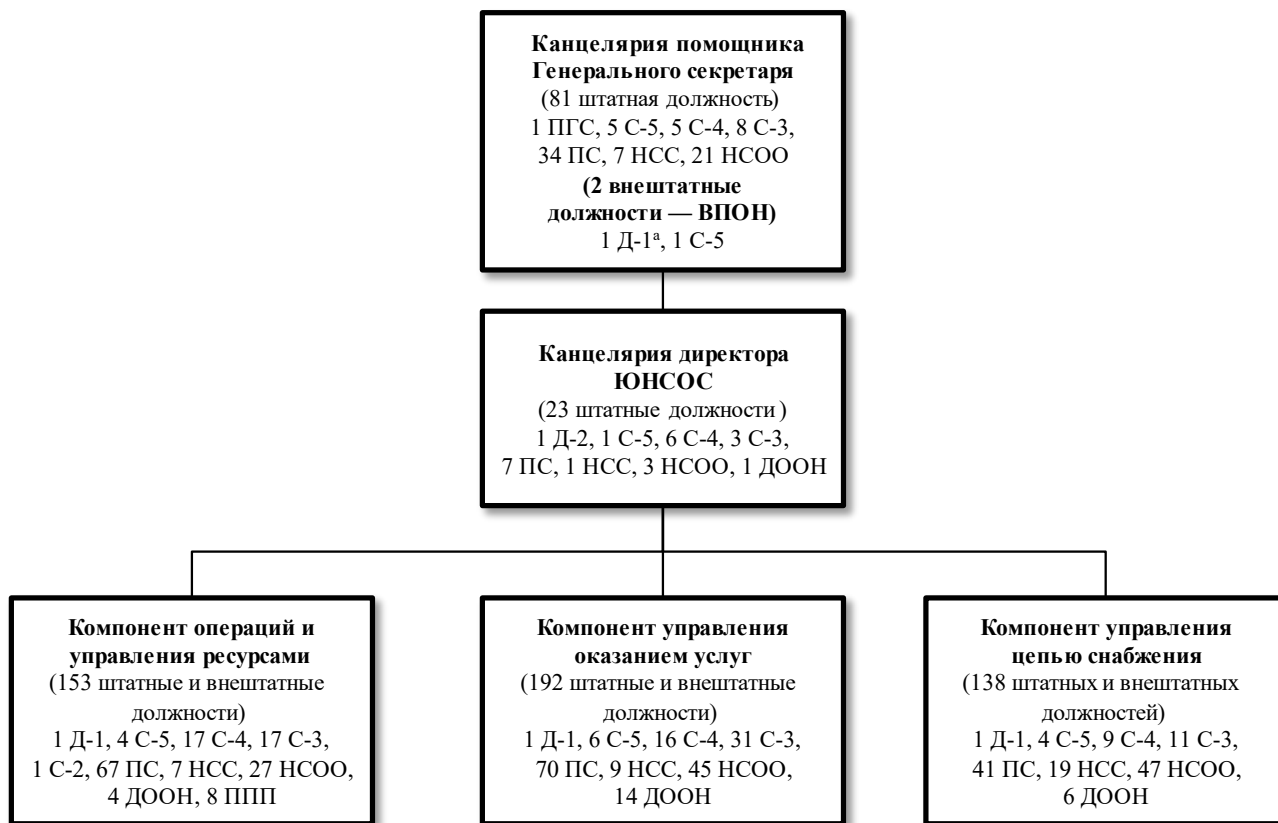 Канцелярия помощника
Генерального секретаря
(81 штатная должность)
1 ПГС, 5 С-5, 5 С-4, 8 С-3,
34 ПС, 7 НСС, 21 НСОО
(2 внештатные
должности — ВПОН)
1 Д-1ᵃ, 1 С-5
Канцелярия директора
ЮНСОС
(23 штатные должности)
1 Д-2, 1 С-5, 6 С-4, 3 С-3,
7 ПС, 1 НСС, 3 НСОО, 1 ДООН
Компонент операций и
управления ресурсами
(153 штатные и внештатные
должности)
1 Д-1, 4 С-5, 17 С-4, 17 С-3,
1 С-2, 67 ПС, 7 НСС, 27 НСОО,
4 ДООН, 8 ППП
Компонент управления
оказанием услуг
(192 штатные и внештатные
должности)
1 Д-1, 6 С-5, 16 С-4, 31 С-3,
70 ПС, 9 НСС, 45 НСОО,
14 ДООН
Компонент управления
цепью снабжения
(138 штатных и внештатных
должностей)
1 Д-1, 4 С-5, 9 С-4, 11 С-3,
41 ПС, 19 НСС, 47 НСОО,
6 ДООН